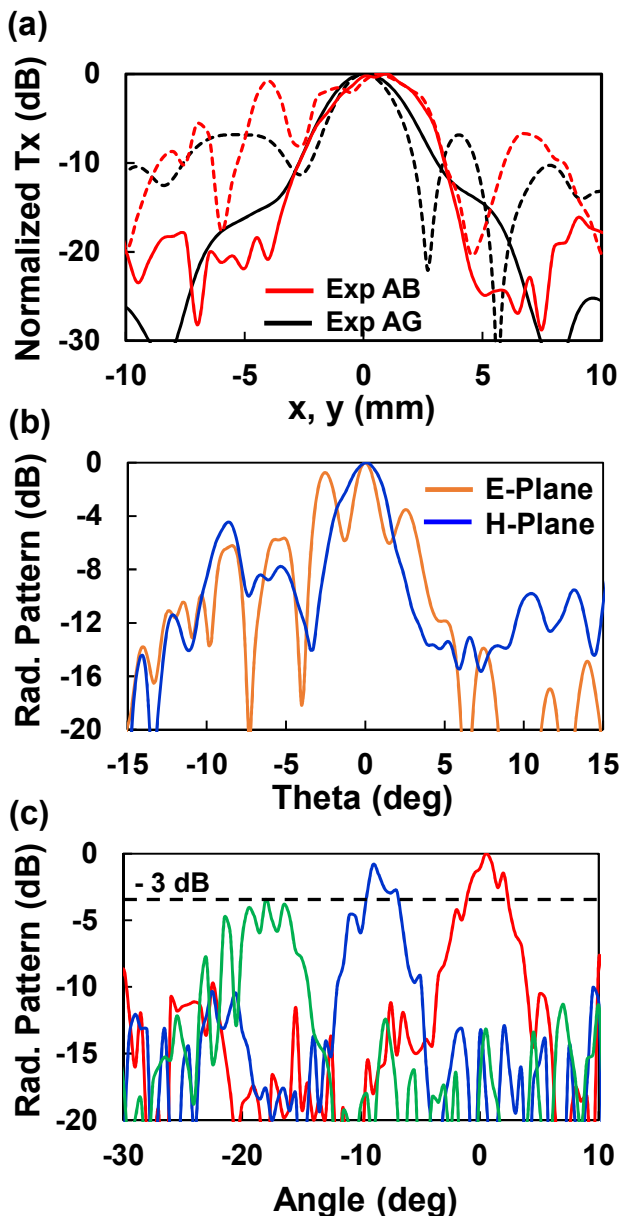 (a)
Normalized Tx (dB)
0
-10
-20
-30
Exp AB
Exp AG
-10 -5 0 5 10
x, y (mm)
(b)
Rad. Pattern (dB)
0
-4
-8
-12
-16
-20
E-Plane
H-Plane
-15 -10 -5 0 5 10 15
Theta (deg)
(c)
Rad. Pattern (dB)
0
-5
-10
-15
-20
- 3 dB
-30 -20 -10 0 10
Angle (deg)